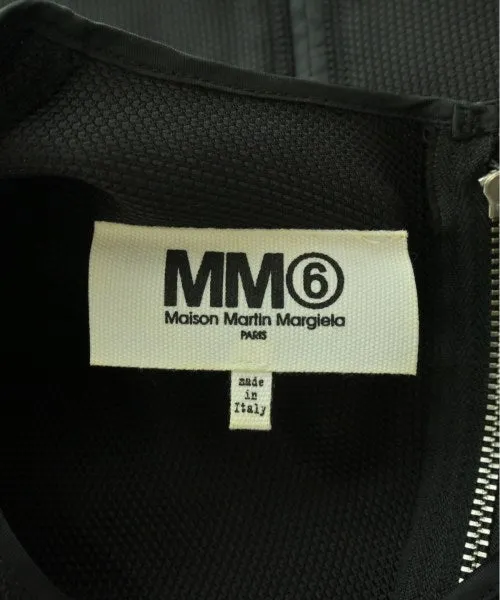 MM⑥
Maison Martin Margiela
PARIS
made
in
Italy